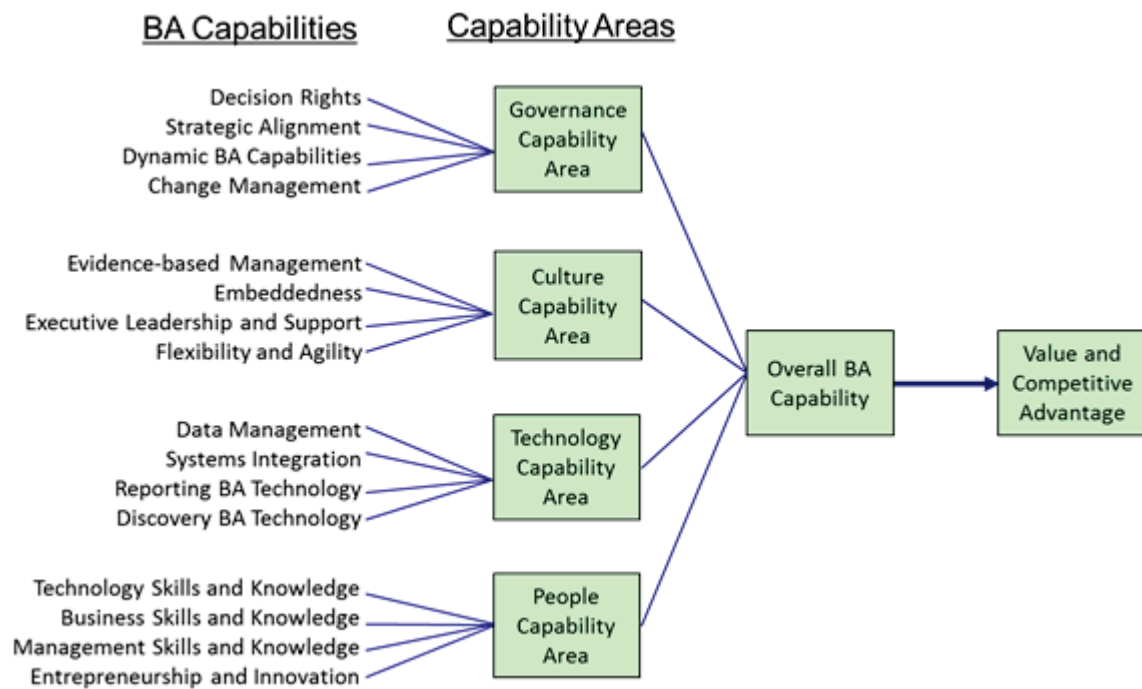 BA Capabilities
Capability Areas
Decision Rights
Strategic Alignment
Dynamic BA Capabilities
Change Management
Governance
Capability
Area
Evidence-based Management
Embeddedness
Executive Leadership and Support
Flexibility and Agility
Culture
Capability
Area
Data Management
Systems Integration
Reporting BA Technology
Discovery BA Technology
Technology
Capability
Area
Technology Skills and Knowledge
Business Skills and Knowledge
Management Skills and Knowledge
Entrepreneurship and Innovation
People
Capability
Area
Overall BA
Capability
Value and
Competitive
Advantage